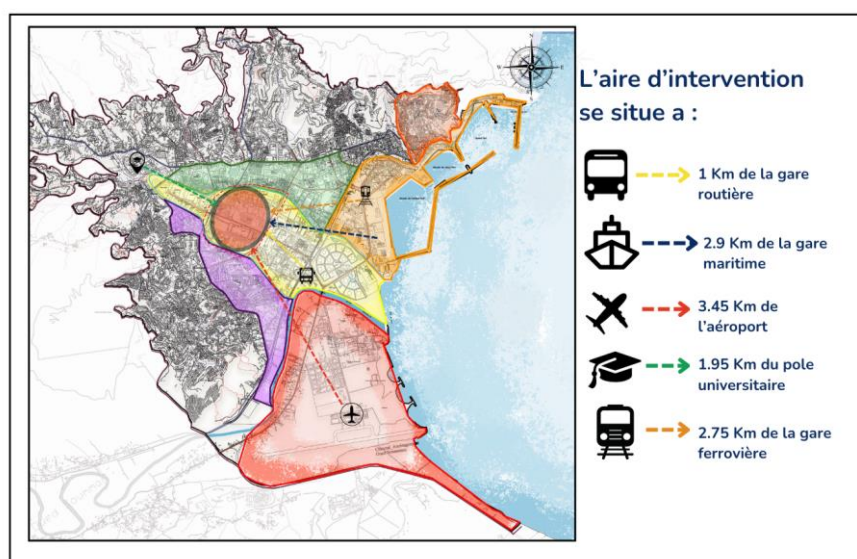 N
L'aire d'intervention
se situe a :
1 Km de la gare
routière
2.9 Km de la gare
maritime
3.45 Km de
l'aéroport
1.95 Km du pole
universitaire
2.75 Km de la gare
ferrovière